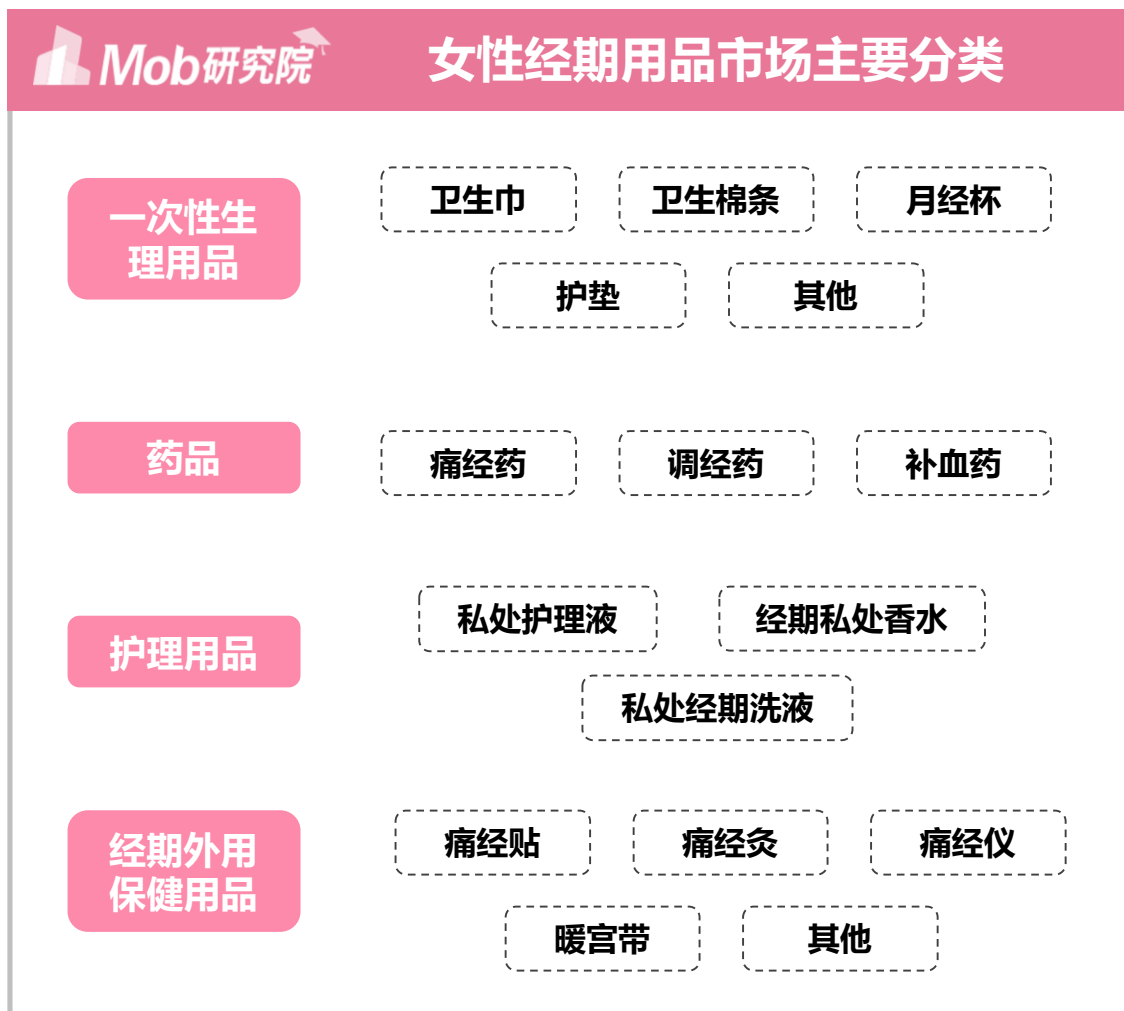 Mob研究院
女性经期用品市场主要分类
一次性生
理用品
卫生巾
卫生棉条
月经杯
护垫
其他
药品
痛经药
调经药
补血药
护理用品
私处护理液
经期私处香水
私处经期洗液
经期外用
保健用品
痛经贴
痛经灸
痛经仪
暖宫带
其他